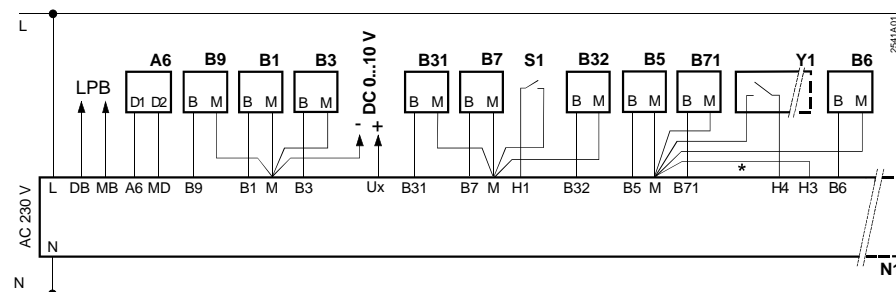 L
2541A01
A6 B9 B1 B3 DC 0...10 V B31 B7 S1 B32 B5 B71 Y1 B6
LPB
D1 D2 B M B M B M - + B M B M B M B M B M B M
L DB MB A6 MD B9 B1 M B3 Ux B31 B7 M H1 B32 B5 M B71 * H4 H3 B6
AC 230 V
N
N1
N